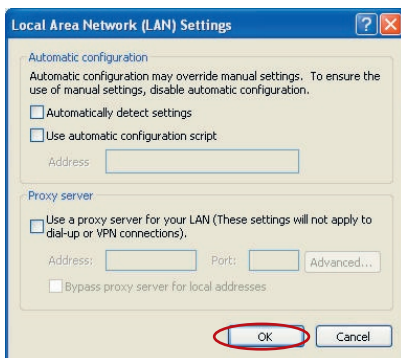 Local Area Network (LAN) Settings
Automatic configuration
Automatic configuration may override manual settings. To ensure the
use of manual settings, disable automatic configuration.
Automatically detect settings
Use automatic configuration script
Address
Proxy server
Use a proxy server for your LAN (These settings will not apply to
dial-up or VPN connections).
Address: Port: Advanced...
Bypass proxy server for local addresses
OK Cancel